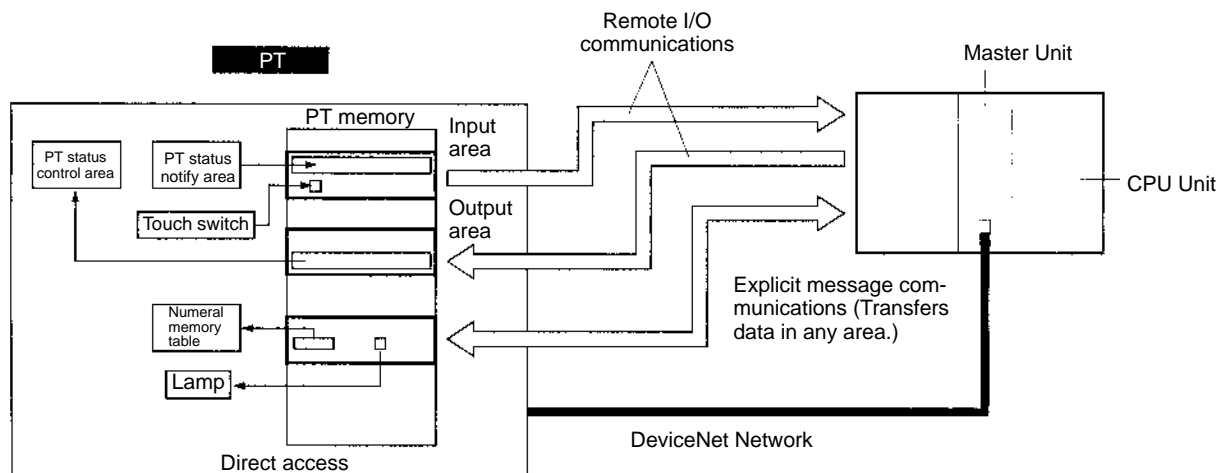 Remote I/O
communications
PT
Master Unit
PT memory
Input
area
PT status
control area
PT status
notify area
CPU Unit
Touch switch
Output
area
Explicit message com-
munications (Transfers
data in any area.)
Numeral
memory
table
Lamp
DeviceNet Network
Direct access